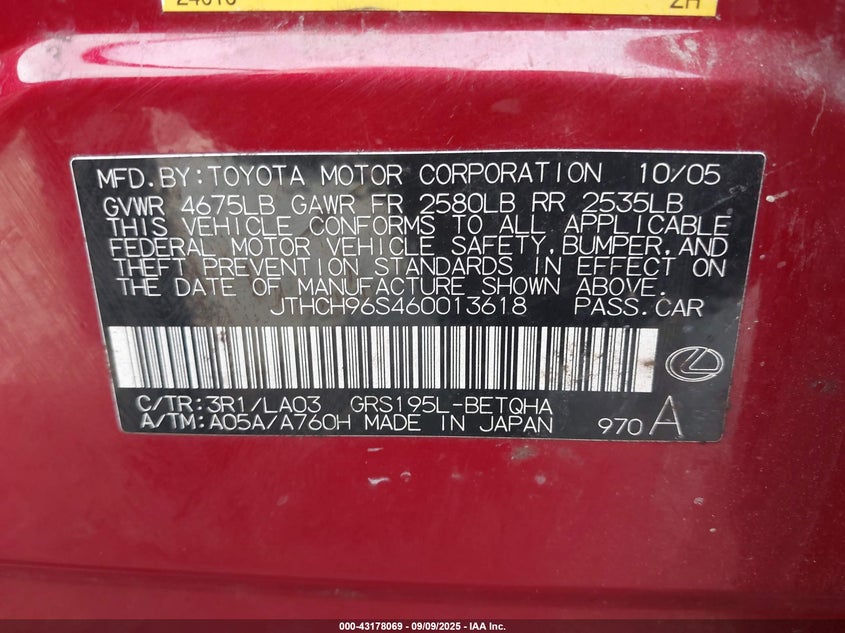 MFD.BY:TOYOTA MOTOR CORPORATION 10/05
GVWR 4675LB GAWR FR 2580LB RR 2535LB
THIS VEHICLE CONFORMS TO ALL APPLICABLE
FEDERAL MOTOR VEHICLE SAFETY, BUMPER, AND
THEFT PREVENTION STANDARDS IN EFFECT ON
THE DATE OF MANUFACTURE SHOWN ABOVE.
JTHCH96S460013618 PASS.CAR
C/TR:3R1/LA03 GRS195L-BETQHA
A/TM:A05A/A760H MADE IN JAPAN 970 A
000-43178069 - 09/09/2025 - IAA Inc.